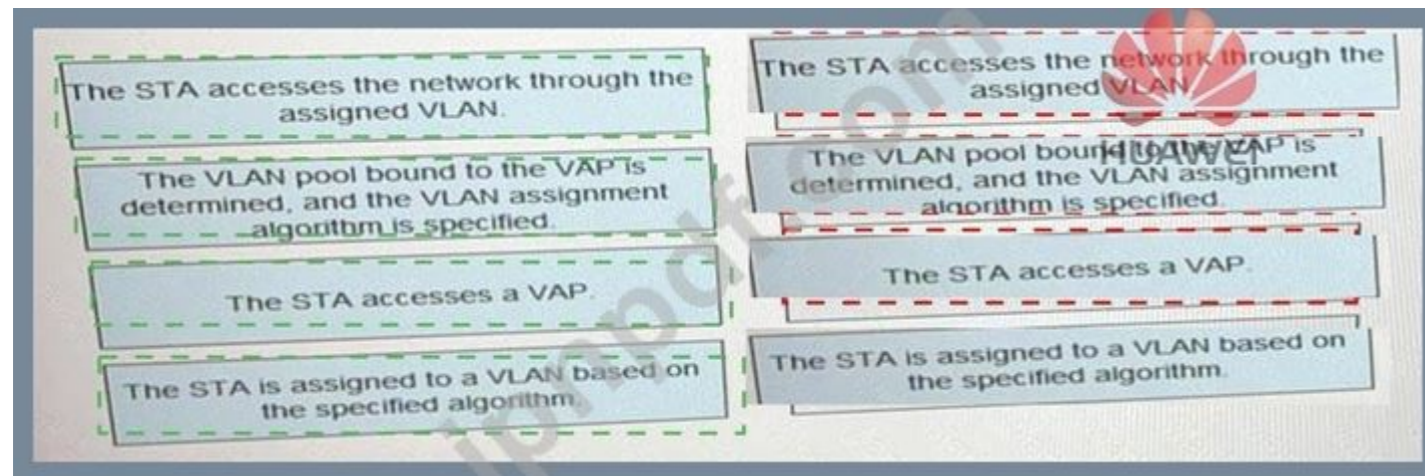 The STA accesses the network through the
assigned VLAN.
The VLAN pool bound to the VAP is
determined, and the VLAN assignment
algorithm is specified.
The STA accesses a VAP.
The STA is assigned to a VLAN based on
the specified algorithm.
The STA accesses the network through the
assigned VLAN.
HUAWEI
The VLAN pool bound to the VAP is
determined, and the VLAN assignment
algorithm is specified.
The STA accesses a VAP.
The STA is assigned to a VLAN based on
the specified algorithm.